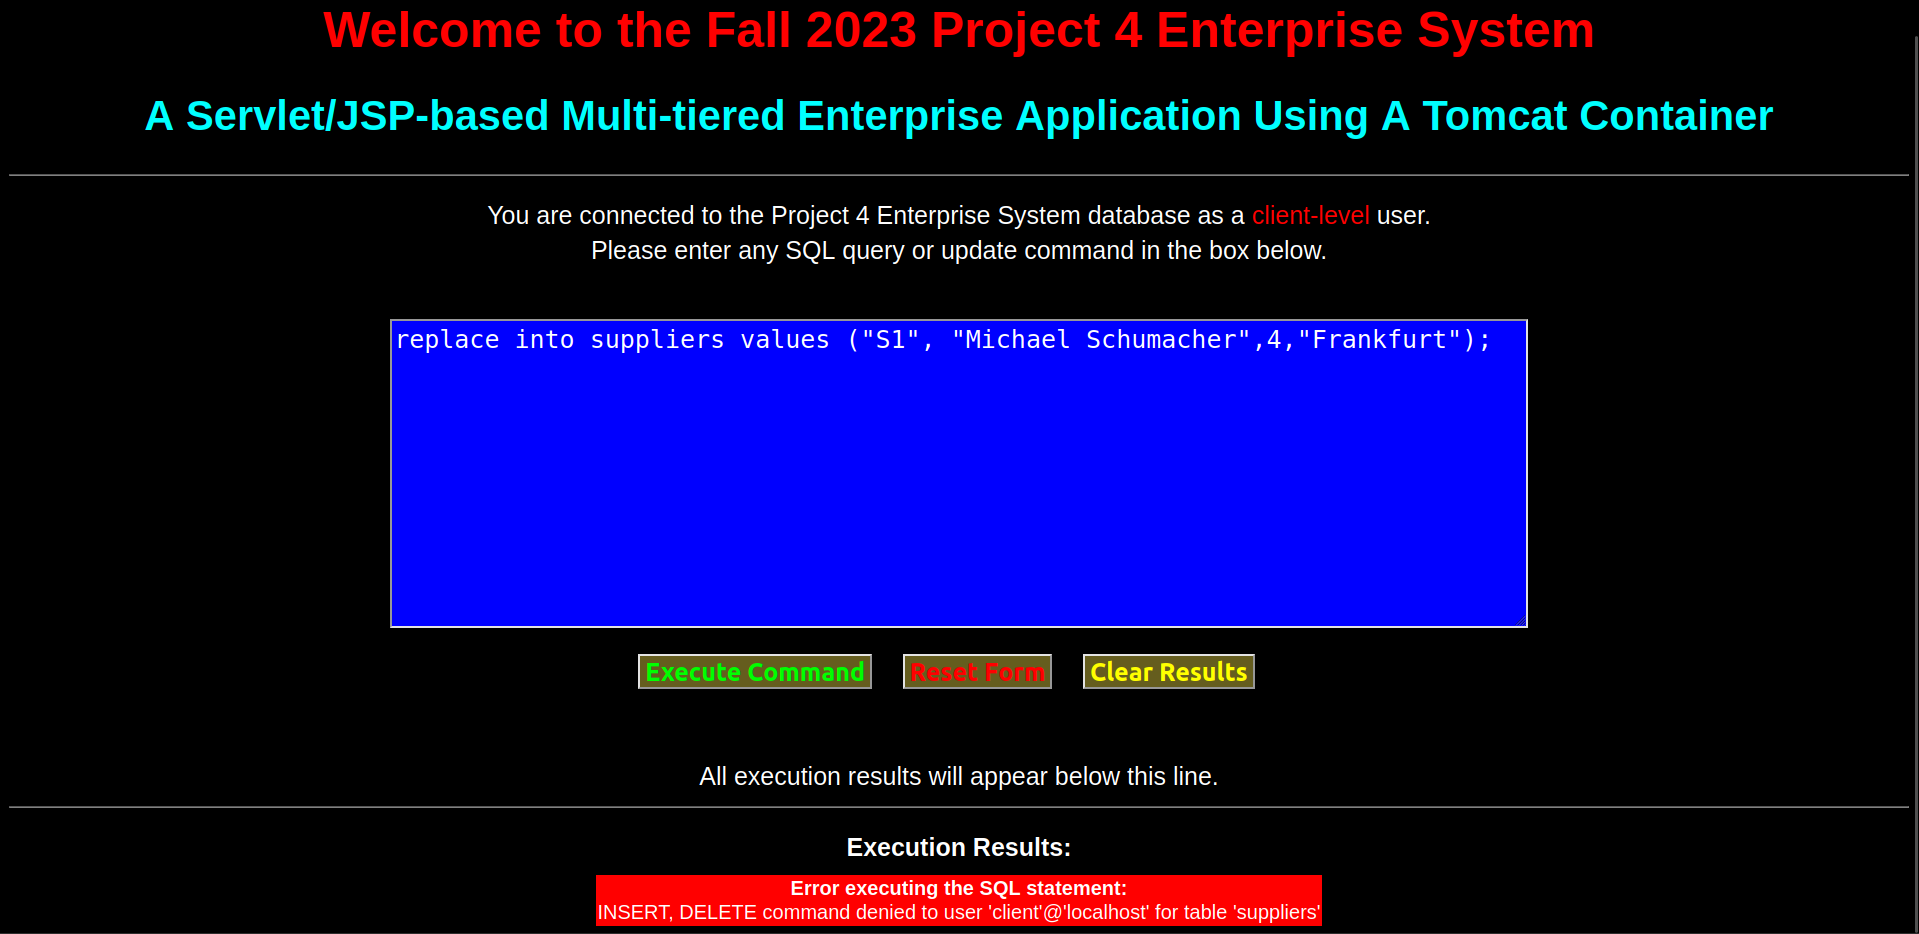 Welcome to the Fall 2023 Project 4 Enterprise System
A Servlet/JSP-based Multi-tiered Enterprise Application Using A Tomcat Container
You are connected to the Project 4 Enterprise System database as a client-level user.
Please enter any SQL query or update command in the box below.
replace into suppliers values ("S1", "Michael Schumacher",4,"Frankfurt");
Execute Command Reset Form Clear Results
All execution results will appear below this line.
Execution Results:
Error executing the SQL statement:
INSERT, DELETE command denied to user 'client'@'localhost' for table 'suppliers'